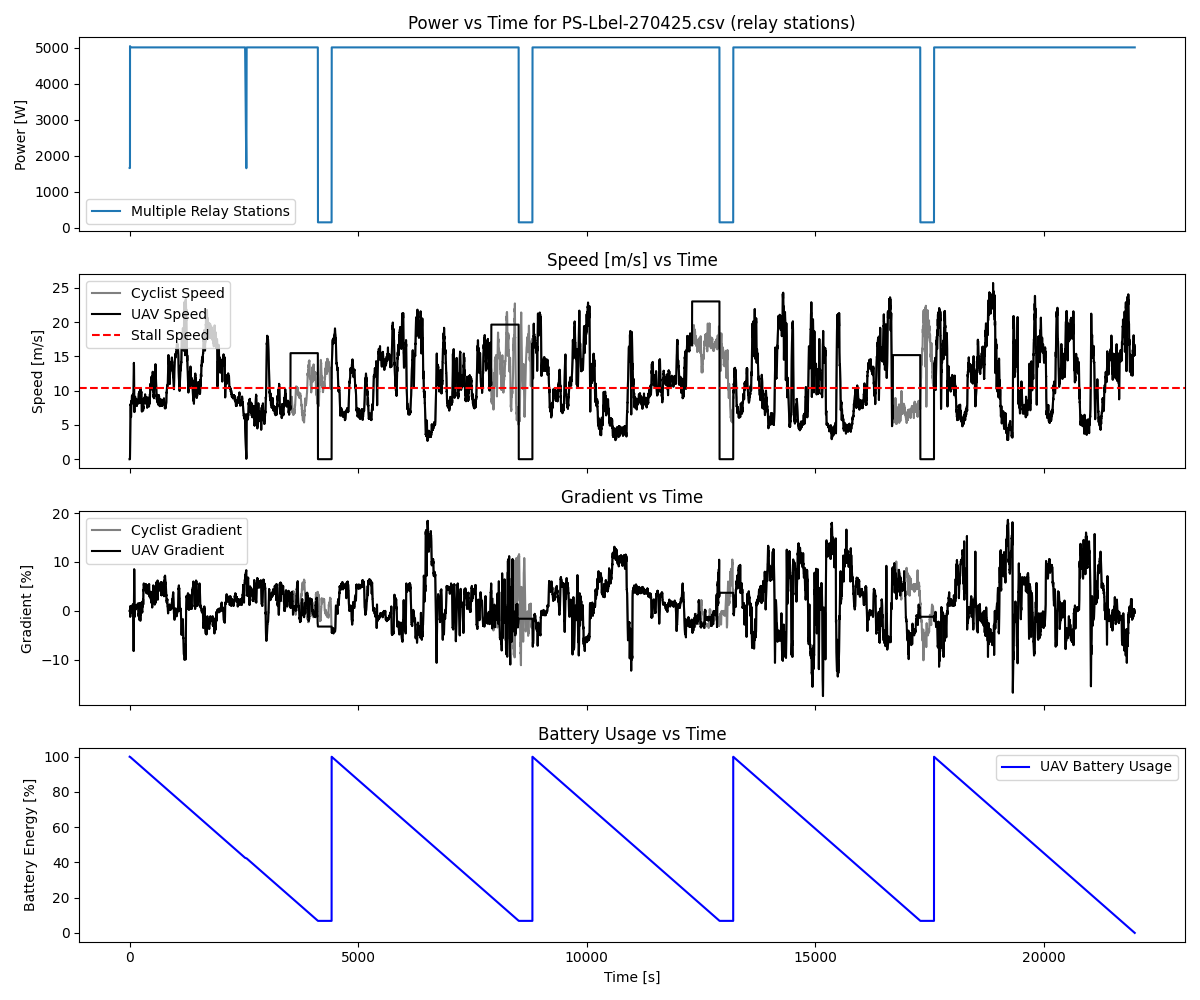 Power vs Time for PS-Lbel-270425.csv (relay stations)
5000
4000
3000
2000
1000
0
Power [W]
Multiple Relay Stations
Speed [m/s] vs Time
25
20
15
10
5
0
Speed [m/s]
Cyclist Speed
UAV Speed
Stall Speed
Gradient vs Time
20
10
0
−10
Gradient [%]
Cyclist Gradient
UAV Gradient
Battery Usage vs Time
100
80
60
40
20
0
Battery Energy [%]
UAV Battery Usage
0 5000 10000 15000 20000
Time [s]